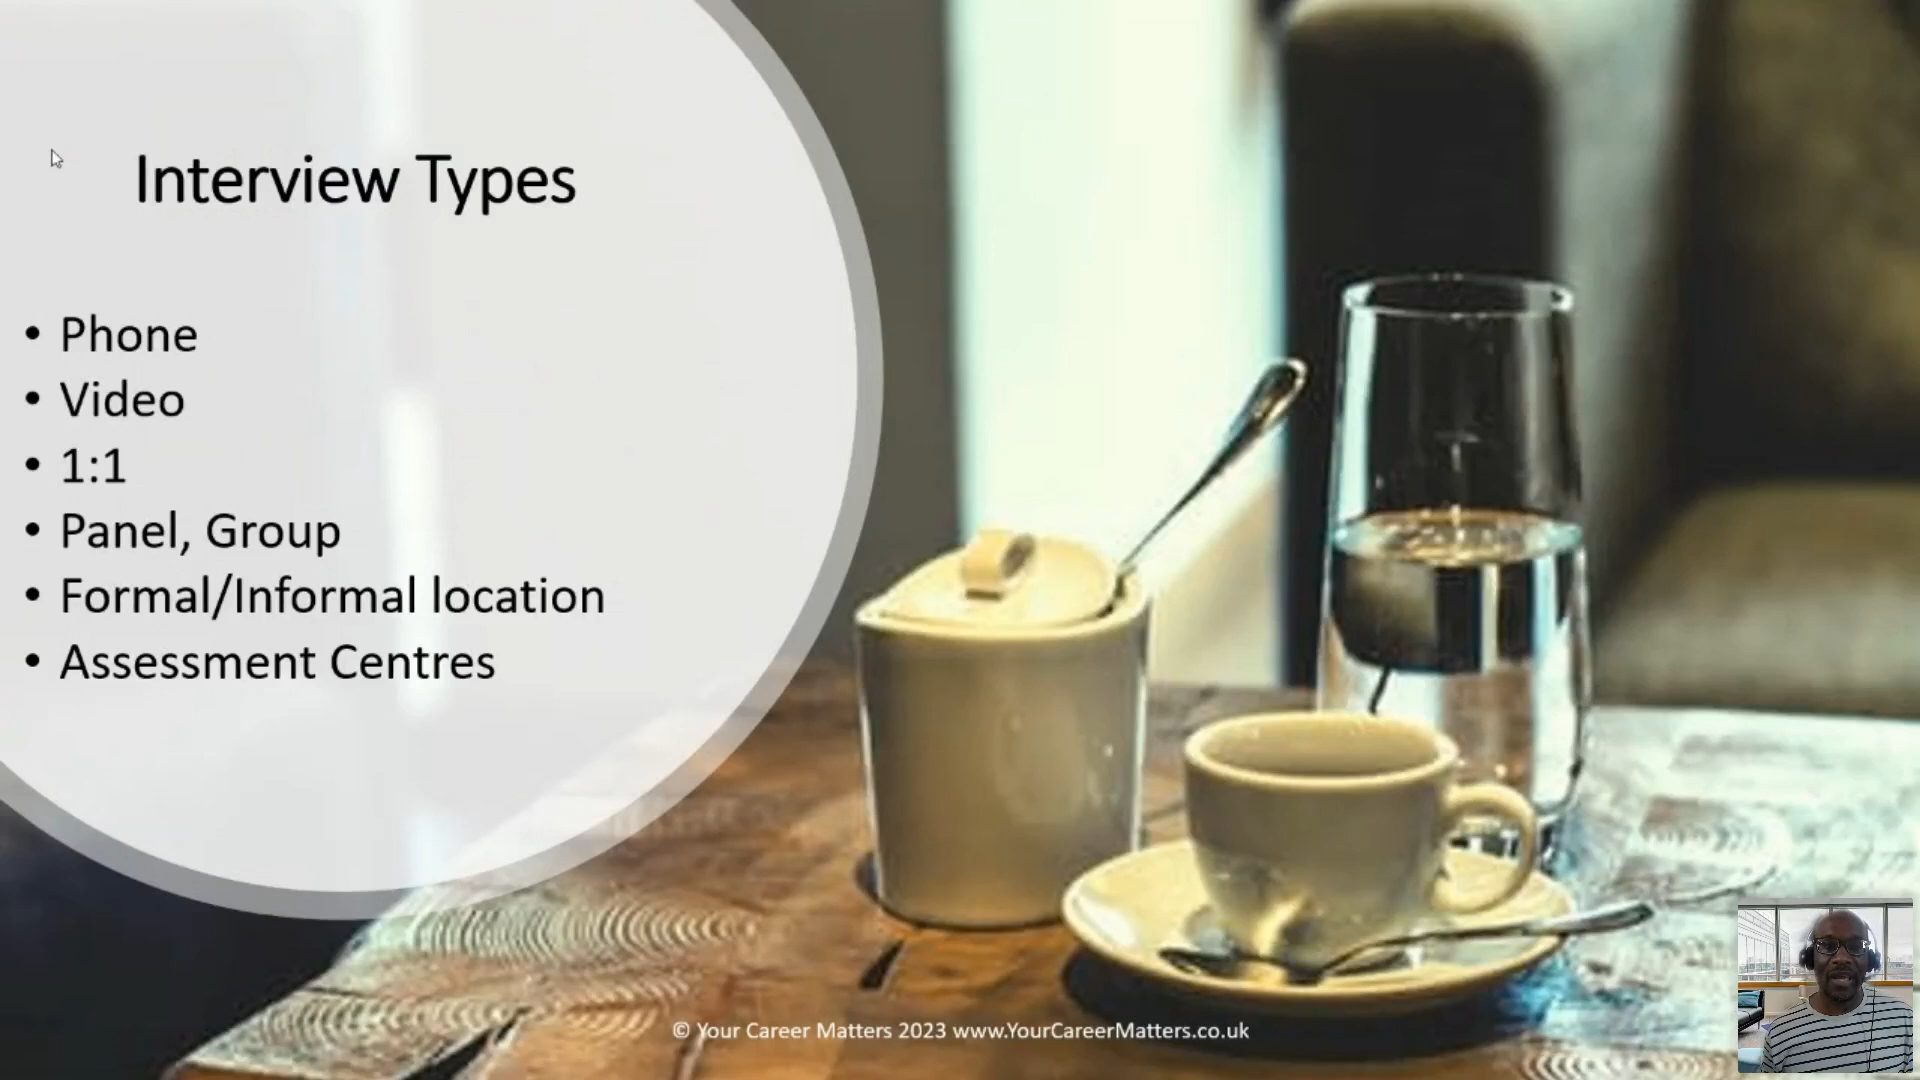 Interview Types
• Phone
• Video
• 1:1
• Panel, Group
• Formal/Informal location
• Assessment Centres
© Your Career Matters 2023 www.YourCareerMatters.co.uk